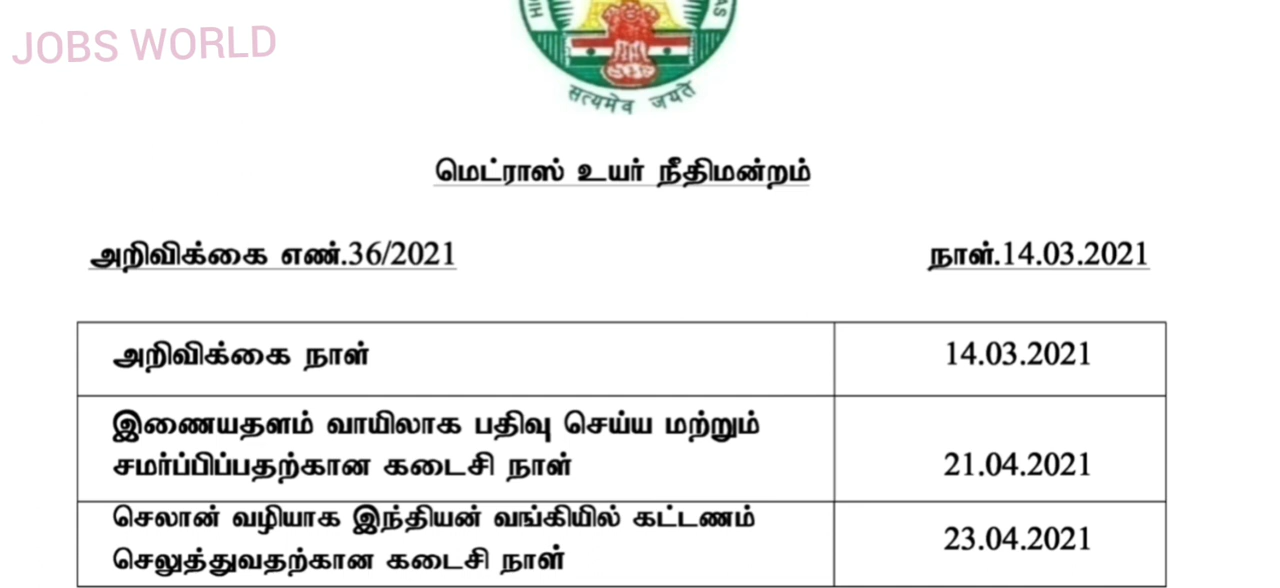 JOBS WORLD
सत्यमेव जयते
மெட்ராஸ் உயர் நீதிமன்றம்
அறிவிக்கை எண்.36/2021 நாள்.14.03.2021
அறிவிக்கை நாள் 14.03.2021
இணையதளம் வாயிலாக பதிவு செய்ய மற்றும்
சமர்ப்பிப்பதற்கான கடைசி நாள் 21.04.2021
செலான் வழியாக இந்தியன் வங்கியில் கட்டணம்
செலுத்துவதற்கான கடைசி நாள் 23.04.2021